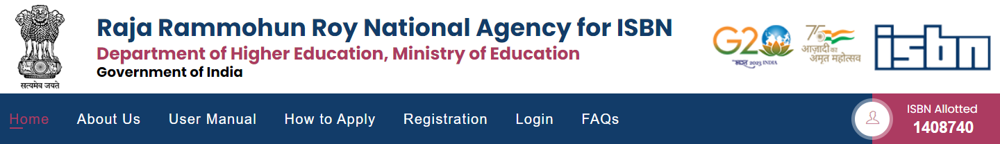 Raja Rammohun Roy National Agency for ISBN
Department of Higher Education, Ministry of Education
Government of India
सत्यमेव जयते
G20
भारत 2023 INDIA
75
आज़ादी का
अमृत महोत्सव
isbn
Home About Us User Manual How to Apply Registration Login FAQs
ISBN Allotted
1408740